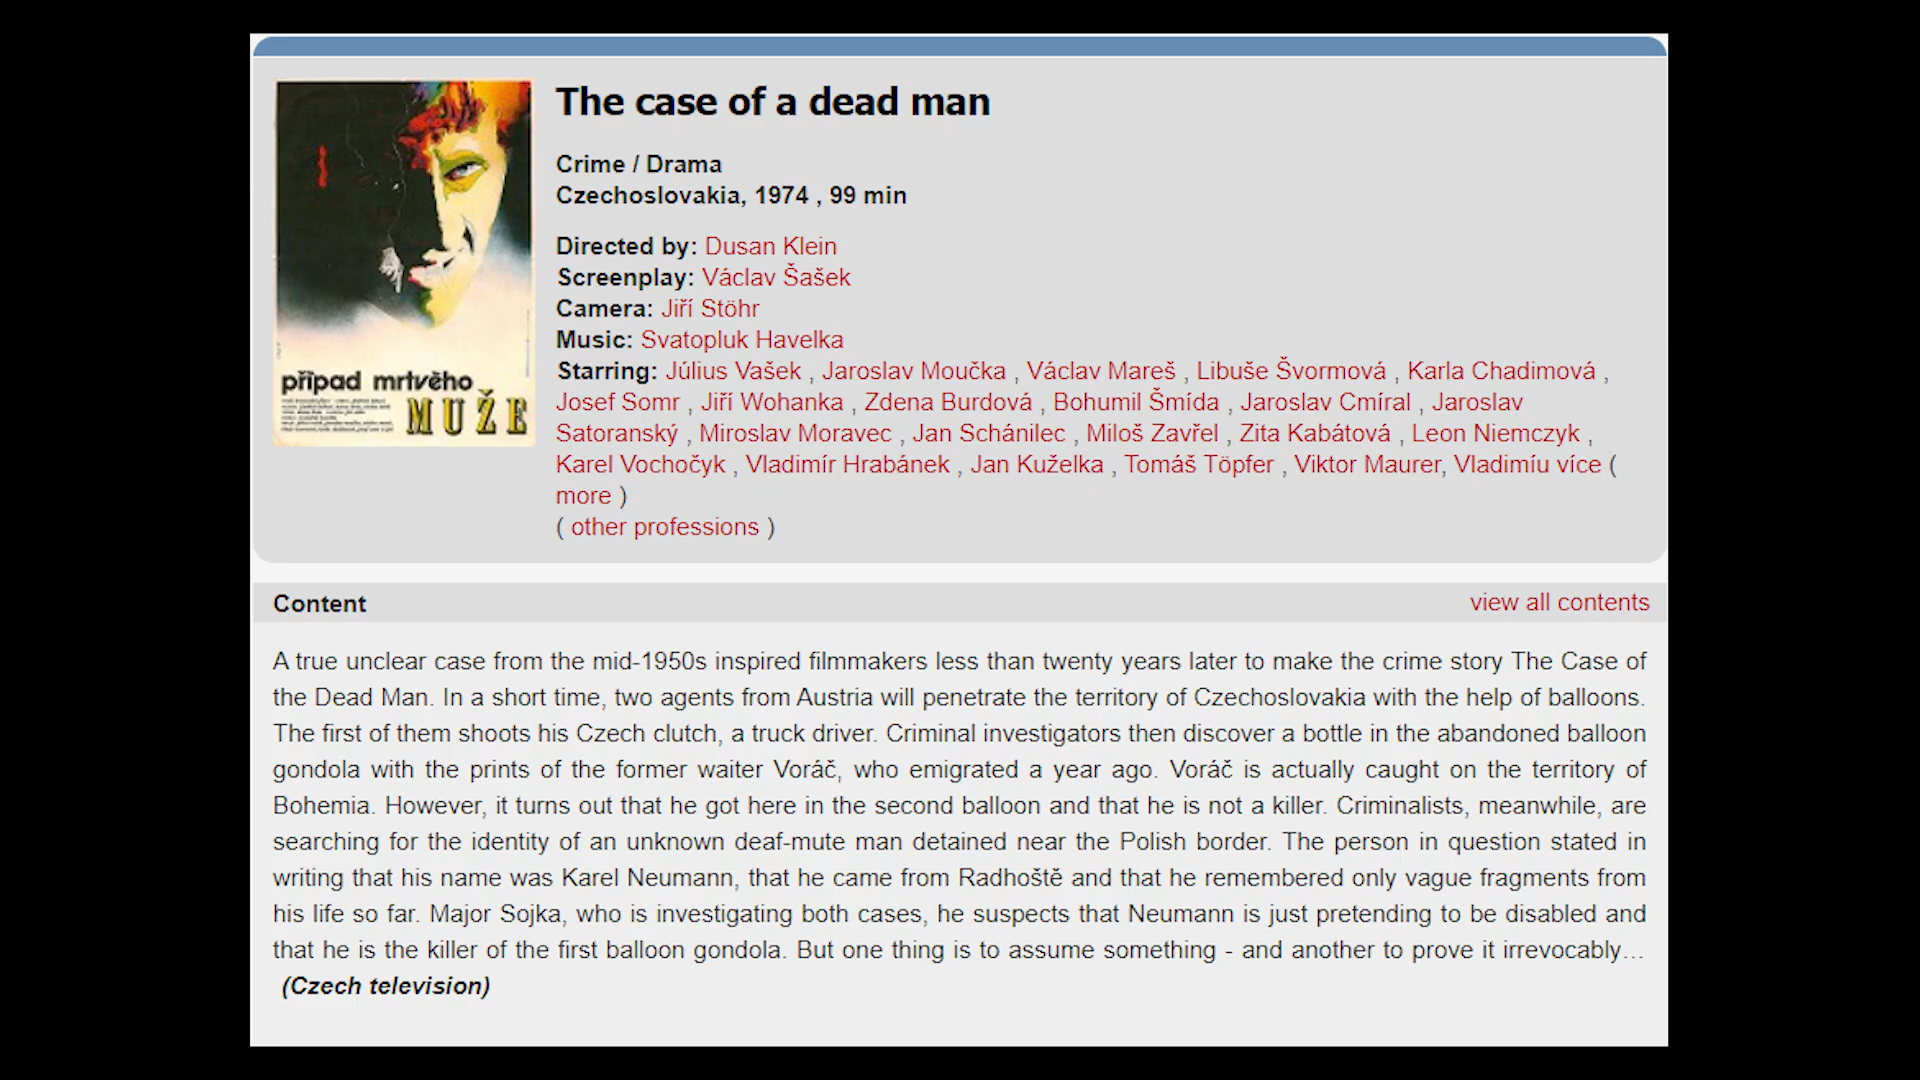 The case of a dead man
Crime / Drama
Czechoslovakia, 1974 , 99 min
Directed by: Dusan Klein
Screenplay: Václav Šašek
Camera: Jiří Stöhr
Music: Svatopluk Havelka
Starring: Július Vašek , Jaroslav Moučka , Václav Mareš , Libuše Švormová , Karla Chadimová ,
Josef Somr , Jiří Wohanka , Zdena Burdová , Bohumil Šmída , Jaroslav Cmíral , Jaroslav
Satoranský , Miroslav Moravec , Jan Schánilec , Miloš Zavřel , Zita Kabátová , Leon Niemczyk ,
Karel Vochočyk , Vladimír Hrabánek , Jan Kuželka , Tomáš Töpfer , Viktor Maurer, Vladimíu více (
more )
( other professions )
případ mrtvého
MUŽE
Content
view all contents
A true unclear case from the mid-1950s inspired filmmakers less than twenty years later to make the crime story The Case of
the Dead Man. In a short time, two agents from Austria will penetrate the territory of Czechoslovakia with the help of balloons.
The first of them shoots his Czech clutch, a truck driver. Criminal investigators then discover a bottle in the abandoned balloon
gondola with the prints of the former waiter Voráč, who emigrated a year ago. Voráč is actually caught on the territory of
Bohemia. However, it turns out that he got here in the second balloon and that he is not a killer. Criminalists, meanwhile, are
searching for the identity of an unknown deaf-mute man detained near the Polish border. The person in question stated in
writing that his name was Karel Neumann, that he came from Radhoště and that he remembered only vague fragments from
his life so far. Major Sojka, who is investigating both cases, he suspects that Neumann is just pretending to be disabled and
that he is the killer of the first balloon gondola. But one thing is to assume something - and another to prove it irrevocably...
(Czech television)